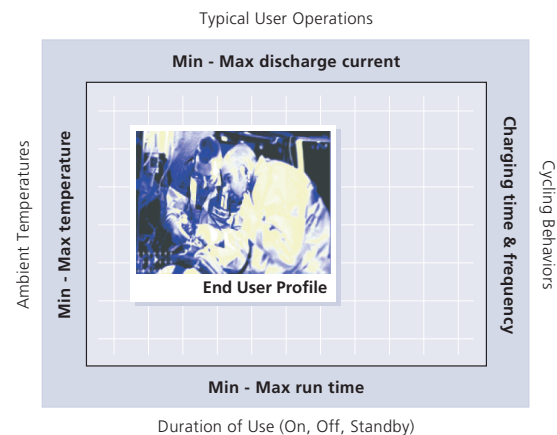 Typical User Operations
Min - Max discharge current
Ambient Temperatures
Min - Max temperature
End User Profile
Charging time & frequency
Cycling Behaviors
Min - Max run time
Duration of Use (On, Off, Standby)